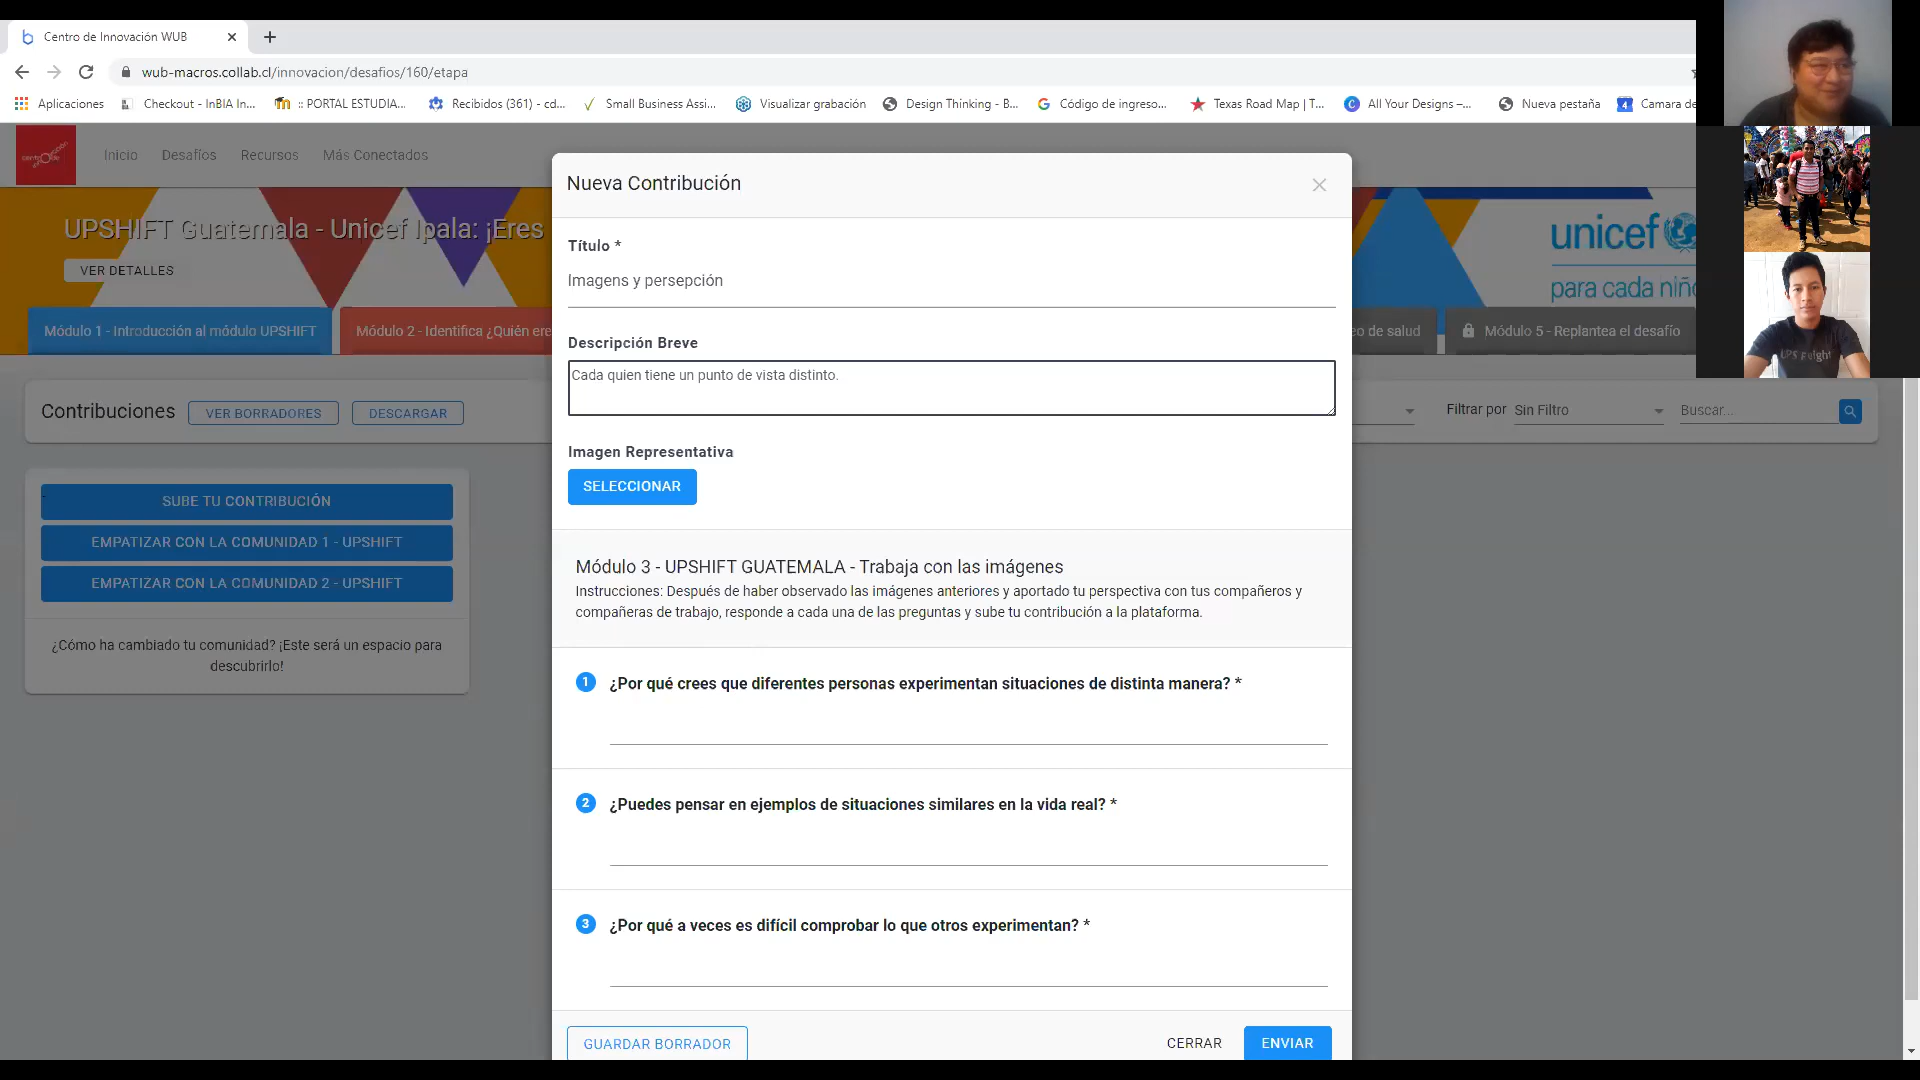 Centro de Innovación WUB
wub-macros.collab.cl/innovacion/desafios/160/etapa
Aplicaciones
Checkout - InBIA In...
:: PORTAL ESTUDIA...
Recibidos (361) - cd...
Small Business Assi...
Visualizar grabación
Design Thinking - B...
Código de ingreso...
Texas Road Map | T...
All Your Designs –...
Nueva pestaña
Camara de
Inicio
Desafíos
Recursos
Más Conectados
UPSHIFT Guatemala - Unicef Ipala: ¡Eres
VER DETALLES
unicef
para cada niño
Módulo 1 - Introducción al módulo UPSHIFT
Módulo 2 - Identifica ¿Quién ere
eo de salud
Módulo 5 - Replantea el desafío
Contribuciones
VER BORRADORES
DESCARGAR
Filtrar por
Sin Filtro
Buscar...
SUBE TU CONTRIBUCIÓN
EMPATIZAR CON LA COMUNIDAD 1 - UPSHIFT
EMPATIZAR CON LA COMUNIDAD 2 - UPSHIFT
¿Cómo ha cambiado tu comunidad? ¡Este será un espacio para
descubrirlo!
Nueva Contribución
Título *
Imagens y persepción
Descripción Breve
Cada quien tiene un punto de vista distinto.
Imagen Representativa
SELECCIONAR
Módulo 3 - UPSHIFT GUATEMALA - Trabaja con las imágenes
Instrucciones: Después de haber observado las imágenes anteriores y aportado tu perspectiva con tus compañeros y
compañeras de trabajo, responde a cada una de las preguntas y sube tu contribución a la plataforma.
1 ¿Por qué crees que diferentes personas experimentan situaciones de distinta manera? *
2 ¿Puedes pensar en ejemplos de situaciones similares en la vida real? *
3 ¿Por qué a veces es difícil comprobar lo que otros experimentan? *
GUARDAR BORRADOR
CERRAR
ENVIAR